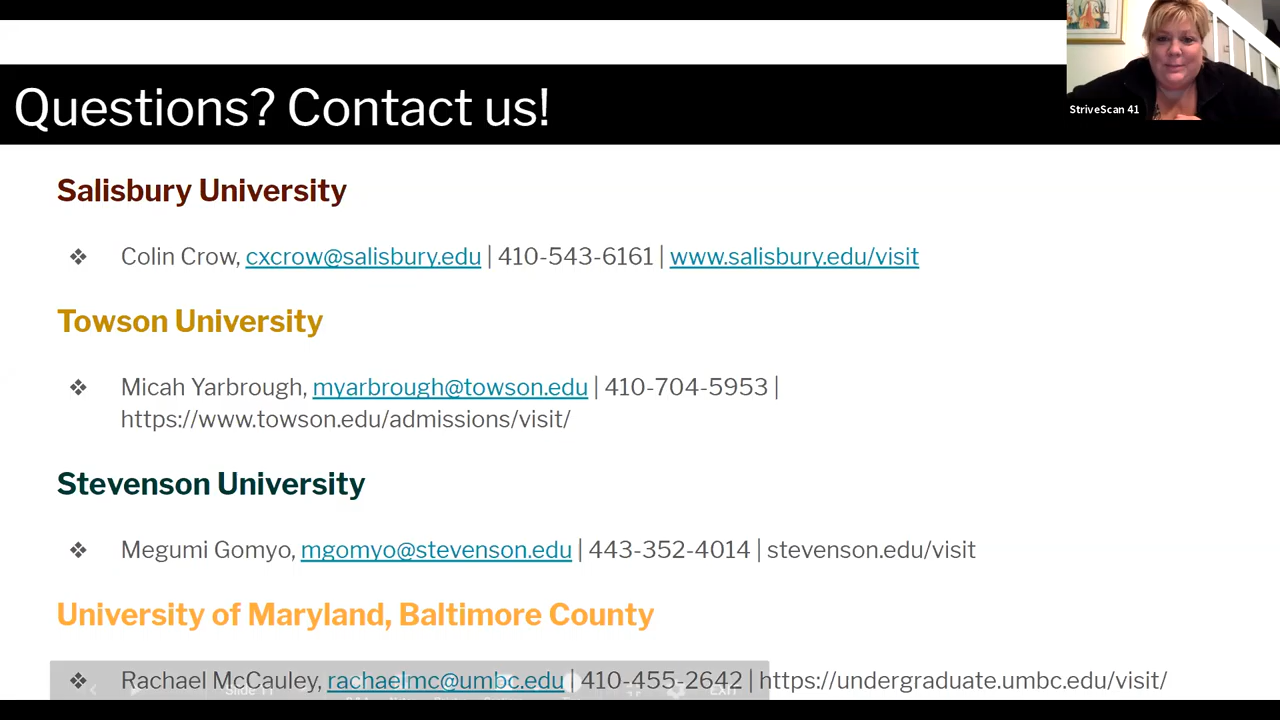 Questions? Contact us!
StriveScan 41
Salisbury University
❖ Colin Crow, cxcrow@salisbury.edu | 410-543-6161 | www.salisbury.edu/visit
Towson University
❖ Micah Yarbrough, myarbrough@towson.edu | 410-704-5953 |
https://www.towson.edu/admissions/visit/
Stevenson University
❖ Megumi Gomyo, mgomyo@stevenson.edu | 443-352-4014 | stevenson.edu/visit
University of Maryland, Baltimore County
❖ Rachael McCauley, rachaelmc@umbc.edu | 410-455-2642 | https://undergraduate.umbc.edu/visit/
Slide 11
EXIT